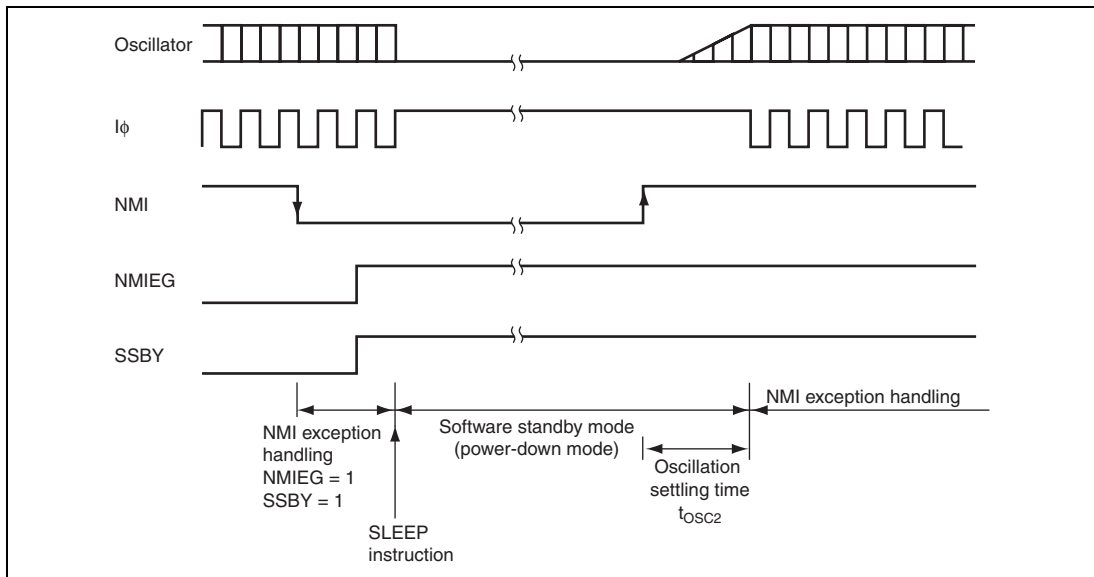 Oscillator
Iφ
NMI
NMIEG
SSBY
NMI exception handling
NMI exception
handling
NMIEG = 1
SSBY = 1
Software standby mode
(power-down mode)
Oscillation
settling time
tOSC2
SLEEP
instruction